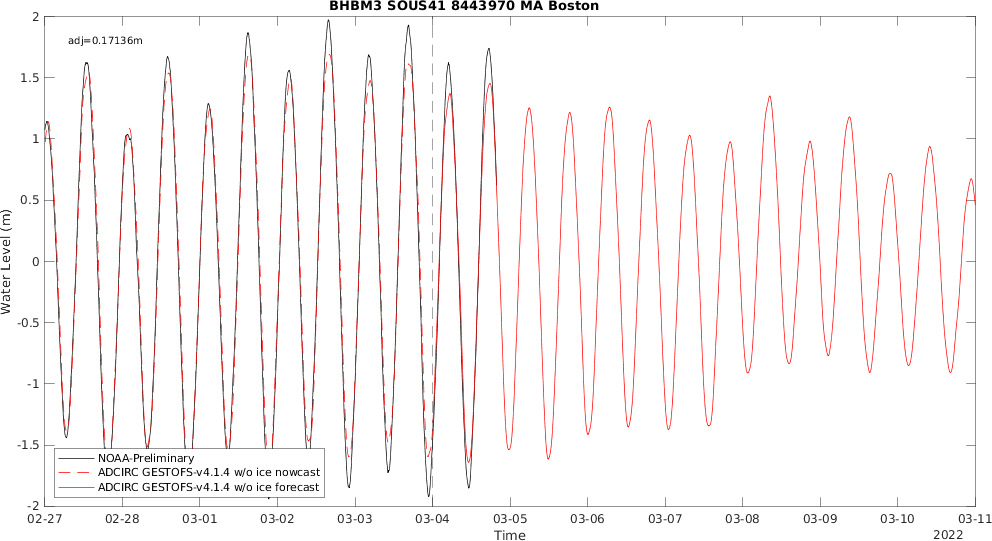 BHBM3 SOUS41 8443970 MA Boston
adj=0.17136m
2
1.5
1
0.5
0
-0.5
-1
-1.5
-2
Water Level (m)
NOAA-Preliminary
ADCIRC GESTOFS-v4.1.4 w/o ice nowcast
ADCIRC GESTOFS-v4.1.4 w/o ice forecast
02-27 02-28 03-01 03-02 03-03 03-04 03-05 03-06 03-07 03-08 03-09 03-10 03-11
Time
2022